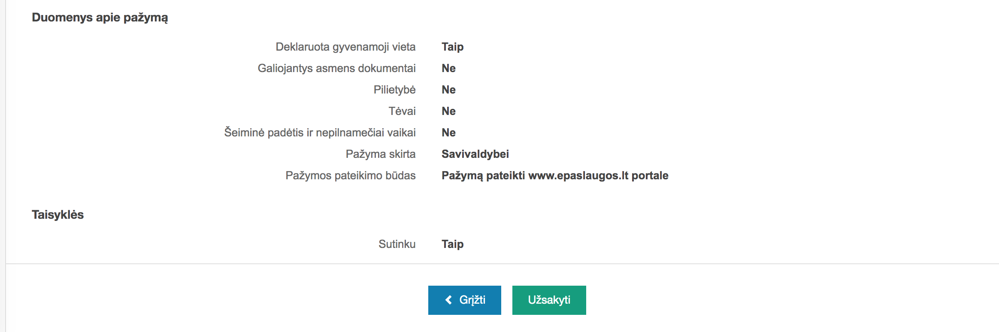 Duomenys apie pažymą
Deklaruota gyvenamoji vieta Taip
Galiojantys asmens dokumentai Ne
Pilietybė Ne
Tėvai Ne
Šeiminė padėtis ir nepilnamečiai vaikai Ne
Pažyma skirta Savivaldybei
Pažymos pateikimo būdas Pažymą pateikti www.epaslaugos.lt portale
Taisyklės
Sutinku Taip
Grįžti Užsakyti